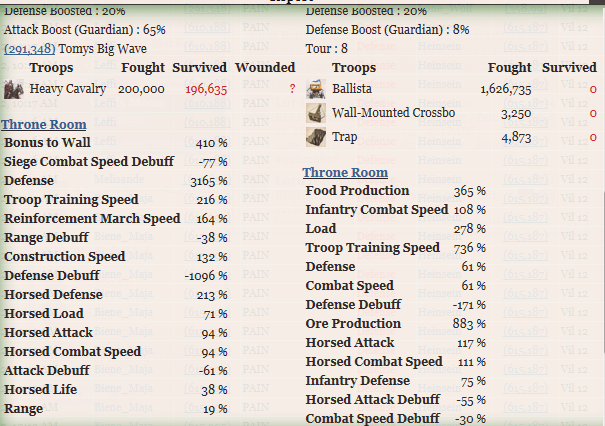 Defense Boosted : 20%
Attack Boost (Guardian) : 65%
(291,348) Tomys Big Wave
Troops Fought Survived Wounded
Heavy Cavalry 200,000 196,635 ?
Throne Room
Bonus to Wall 410 %
Siege Combat Speed Debuff -77 %
Defense 3165 %
Troop Training Speed 216 %
Reinforcement March Speed 164 %
Range Debuff -38 %
Construction Speed 132 %
Defense Debuff -1096 %
Horsed Defense 213 %
Horsed Load 71 %
Horsed Attack 94 %
Horsed Combat Speed 94 %
Attack Debuff -61 %
Horsed Life 38 %
Range 19 %
Defense Boosted : 20%
Attack Boost (Guardian) : 8%
Tour : 8
Troops Fought Survived
Ballista 1,626,735 0
Wall-Mounted Crossbo 3,250 0
Trap 4,873 0
Throne Room
Food Production 365 %
Infantry Combat Speed 108 %
Load 278 %
Troop Training Speed 736 %
Defense 61 %
Combat Speed 61 %
Defense Debuff -171 %
Ore Production 883 %
Horsed Attack 117 %
Horsed Combat Speed 111 %
Infantry Defense 75 %
Horsed Attack Debuff -55 %
Combat Speed Debuff -30 %